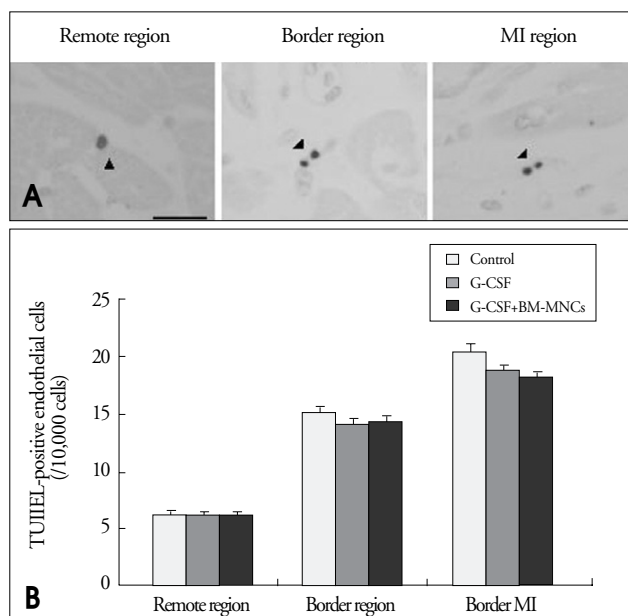 Remote region Border region MI region
A
B
Control
G-CSF
G-CSF+BM-MNCs
TUIIEL-positive endothelial cells
(/10,000 cells)
25
20
15
10
5
0
Remote region Border region Border MI